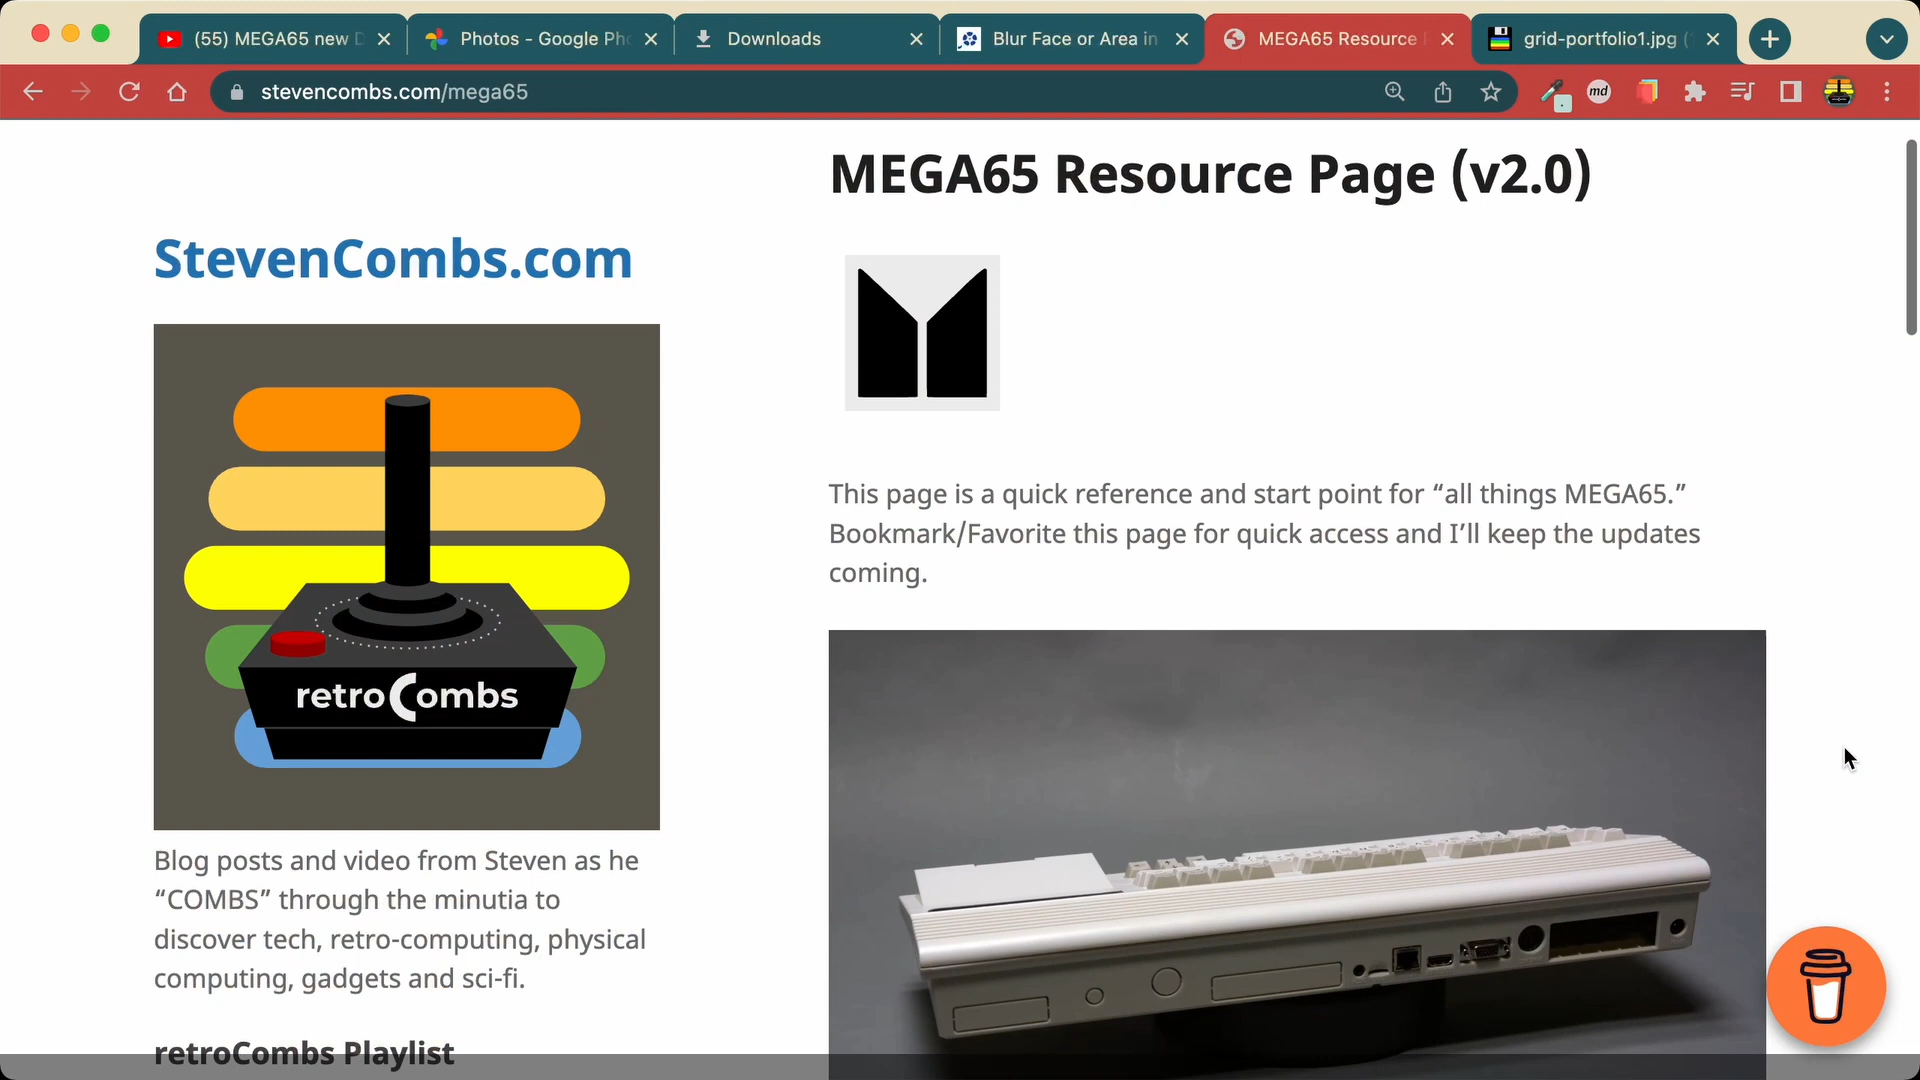 (55) MEGA65 new D
Photos - Google Pho
Downloads
Blur Face or Area in
MEGA65 Resource
grid-portfolio1.jpg (
stevencombs.com/mega65
md
MEGA65 Resource Page (v2.0)
StevenCombs.com
This page is a quick reference and start point for “all things MEGA65.”
Bookmark/Favorite this page for quick access and I’ll keep the updates
coming.
retroCombs
Blog posts and video from Steven as he
“COMBS” through the minutia to
discover tech, retro-computing, physical
computing, gadgets and sci-fi.
retroCombs Playlist